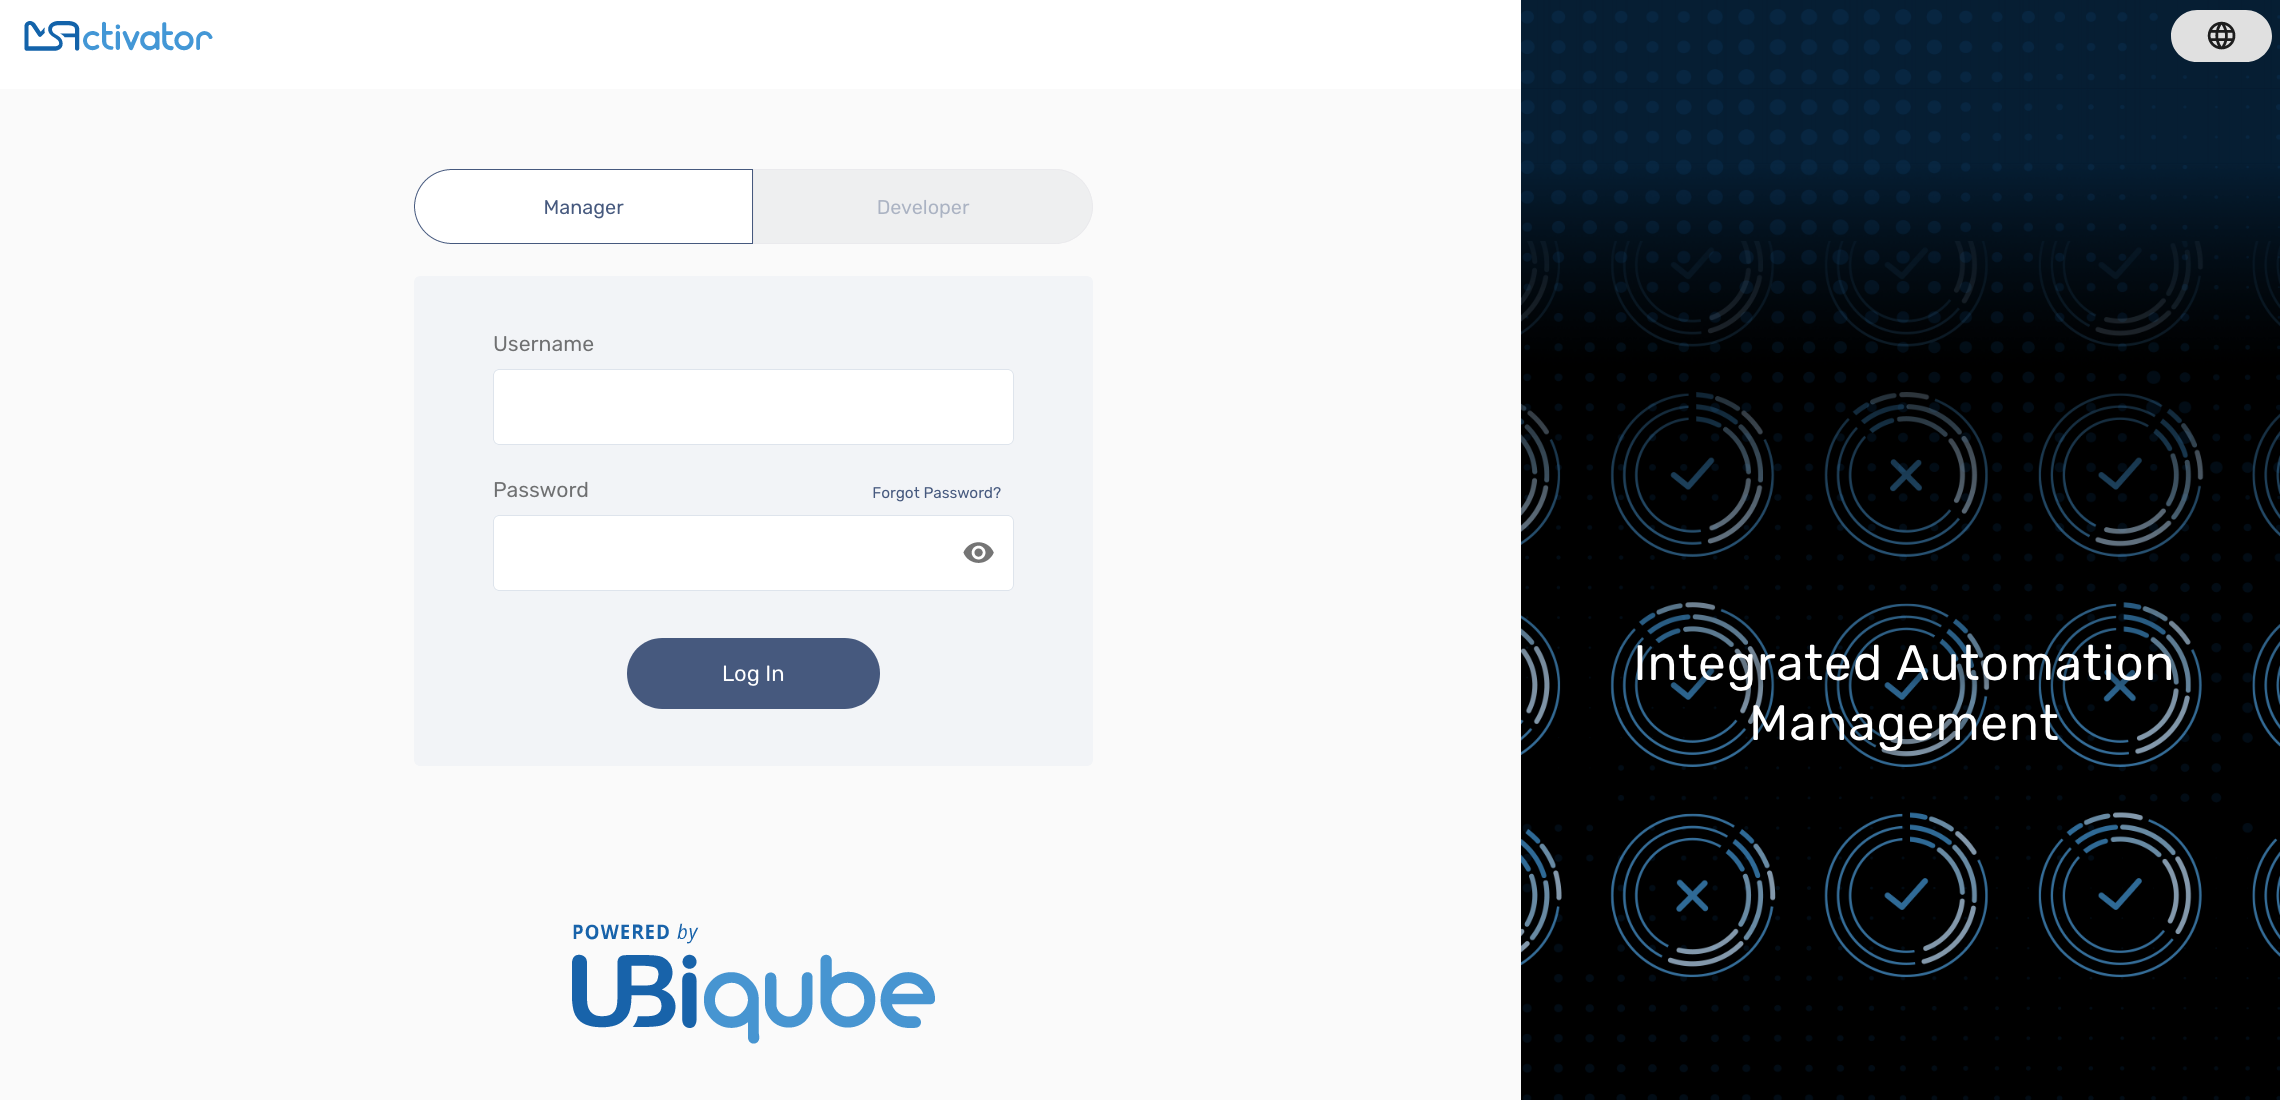 MSActivator
Manager
Developer
Username
Password
Forgot Password?
Log In
POWERED by
UBiqube
Integrated Automation
Management